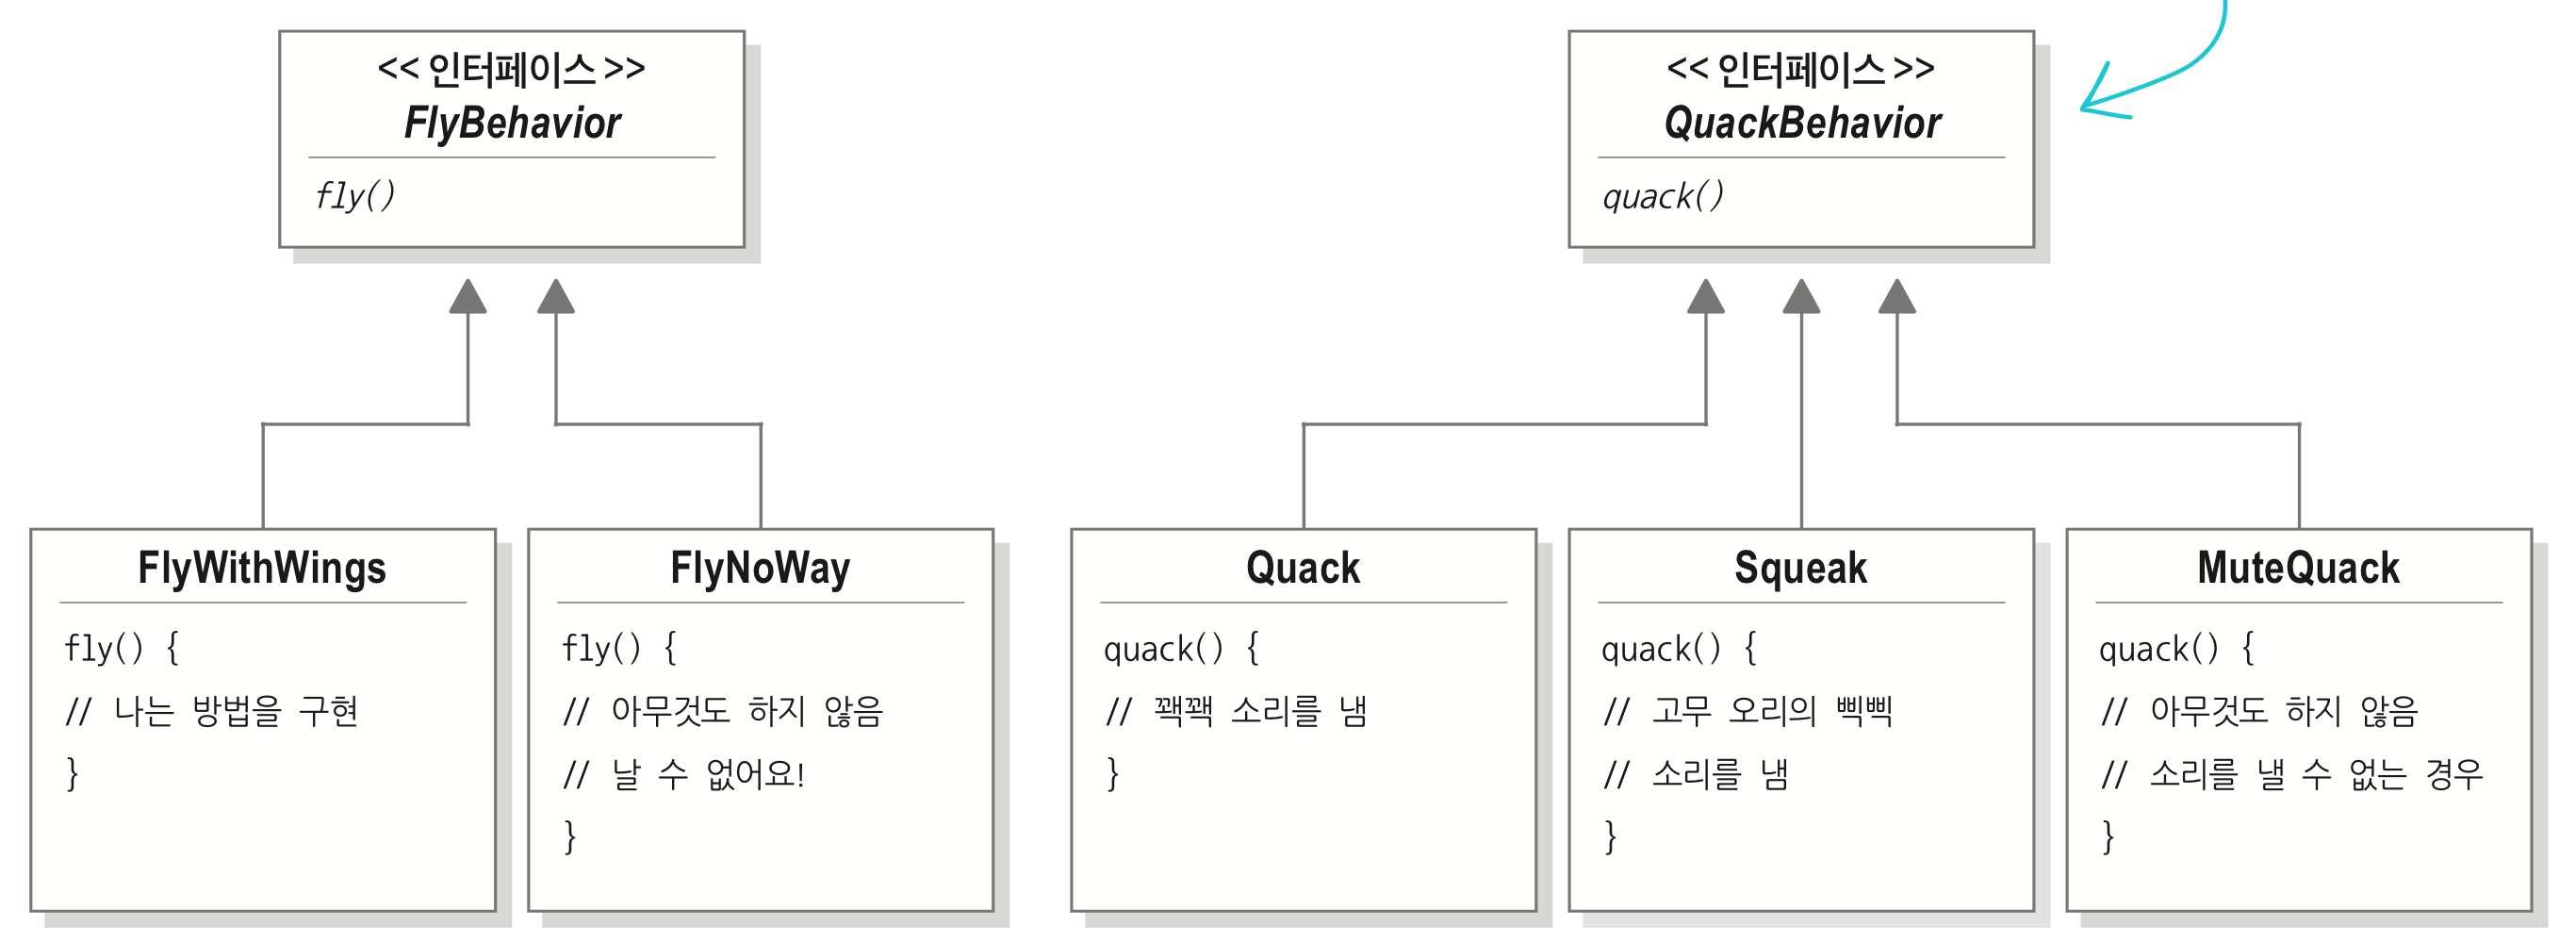 << 인터페이스 >>
FlyBehavior
fly()
<< 인터페이스 >>
QuackBehavior
quack()
FlyWithWings
fly() {
// 나는 방법을 구현
}
FlyNoWay
fly() {
// 아무것도 하지 않음
// 날 수 없어요!
}
Quack
quack() {
// 꽥꽥 소리를 냄
}
Squeak
quack() {
// 고무 오리의 삑삑
// 소리를 냄
}
MuteQuack
quack() {
// 아무것도 하지 않음
// 소리를 낼 수 없는 경우
}